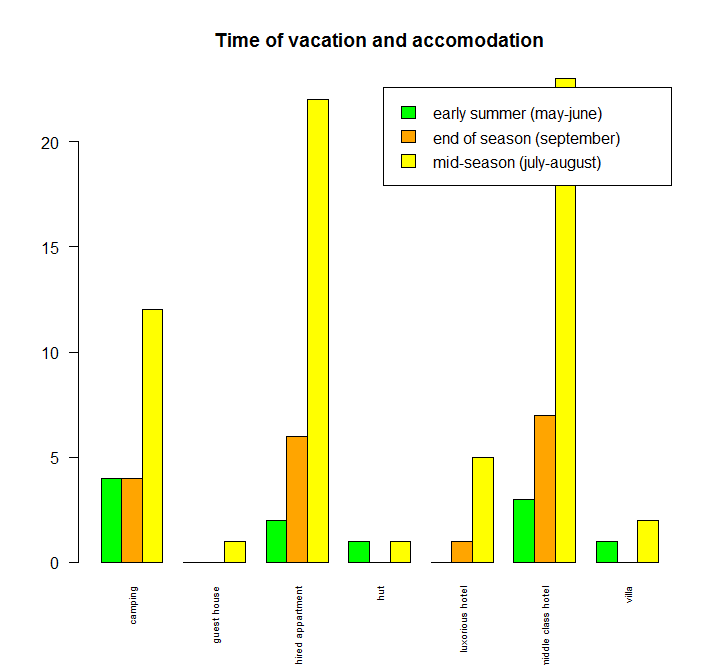 Time of vacation and accomodation
early summer (may-june)
end of season (september)
mid-season (july-august)
20
15
10
5
0
camping
guest house
hired appartment
hut
luxorious hotel
middle class hotel
villa